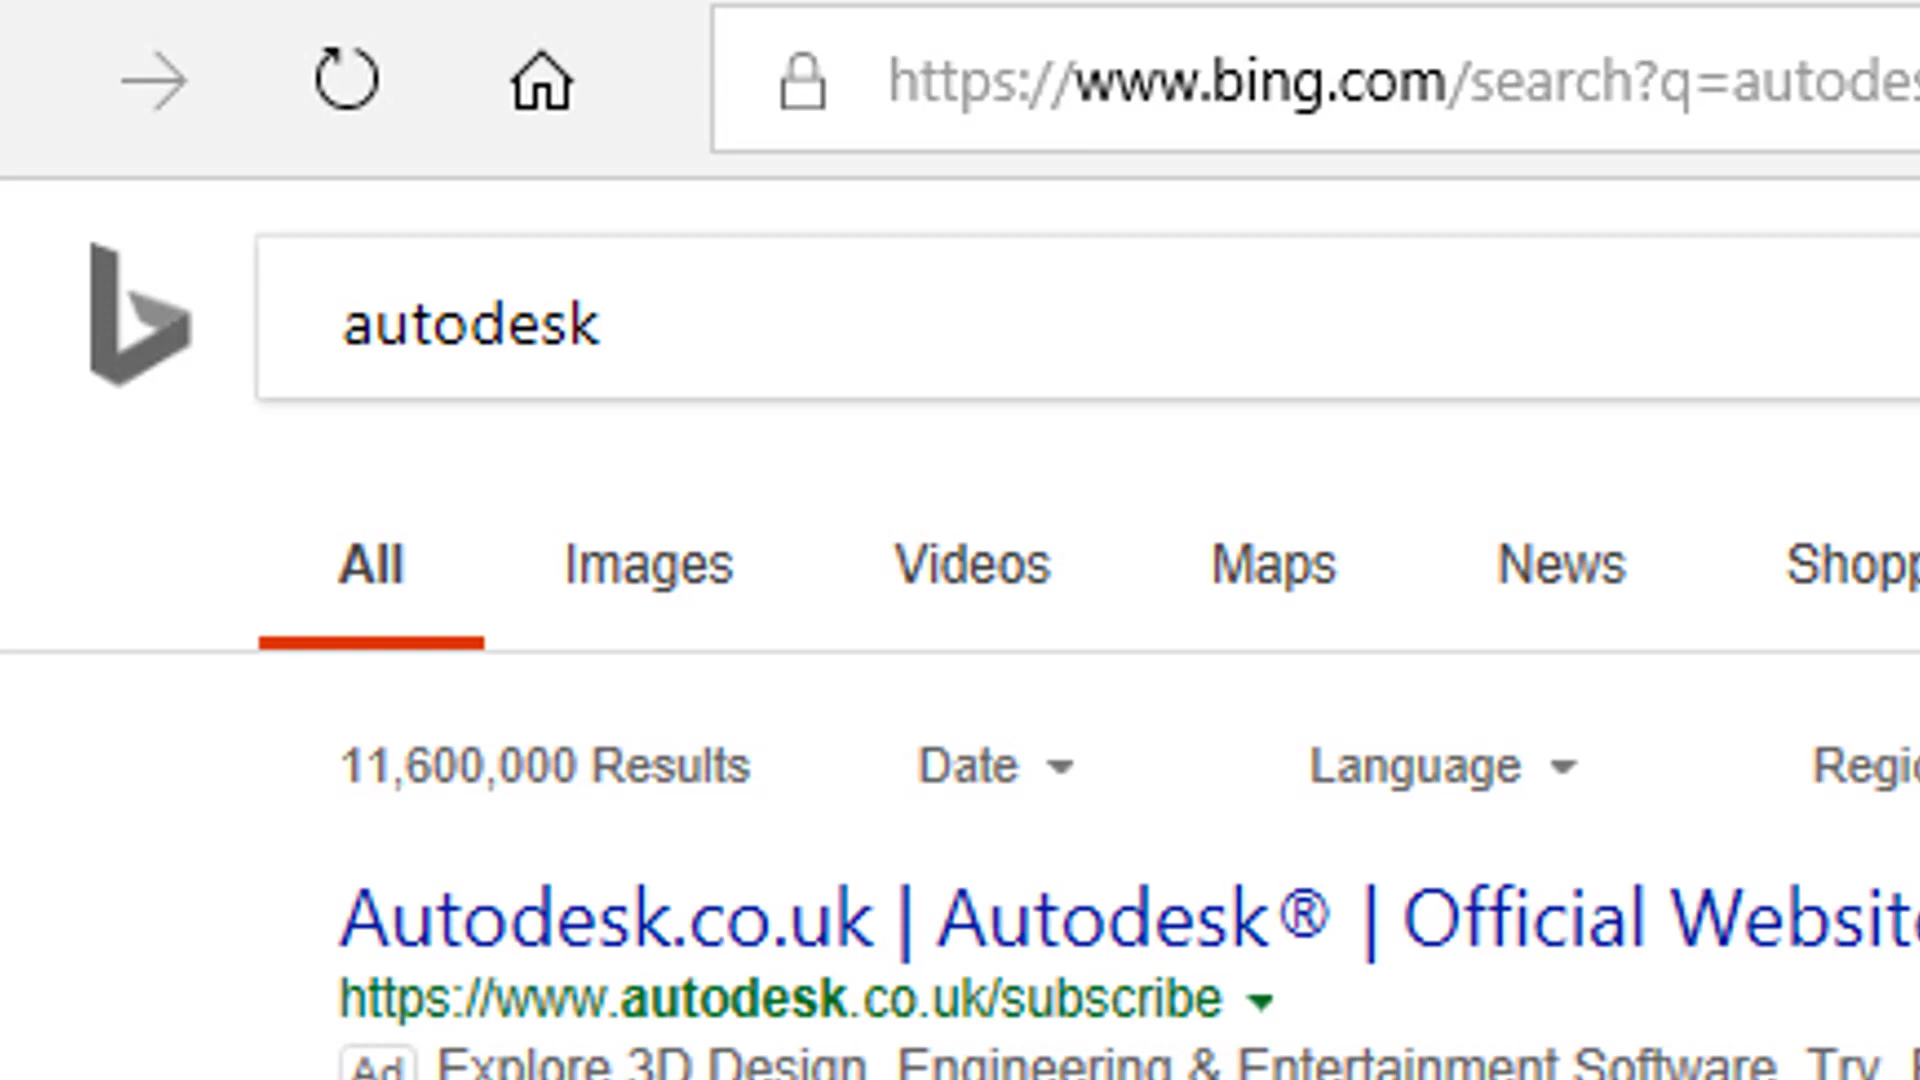 https://www.bing.com/search?q=autodes
autodesk
All Images Videos Maps News Shopp
11,600,000 Results Date Language Regio
Autodesk.co.uk | Autodesk® | Official Website
https://www.autodesk.co.uk/subscribe
Ad Explore 3D Design, Engineering & Entertainment Software. Try